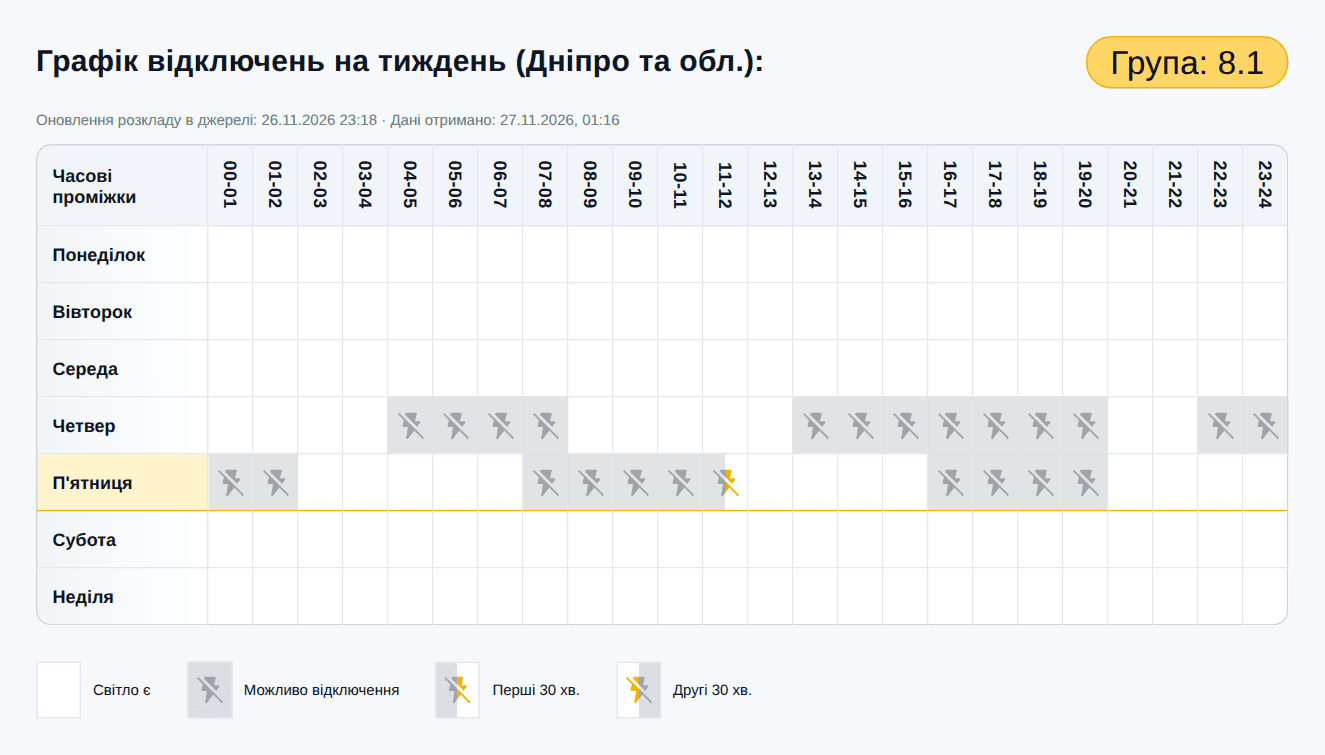 Графік відключень на тиждень (Дніпро та обл.):
Група: 8.1
Оновлення розкладу в джерелі: 26.11.2026 23:18 · Дані отримано: 27.11.2026, 01:16
Часові
проміжки
00-01
01-02
02-03
03-04
04-05
05-06
06-07
07-08
08-09
09-10
10-11
11-12
12-13
13-14
14-15
15-16
16-17
17-18
18-19
19-20
20-21
21-22
22-23
23-24
Понеділок
Вівторок
Середа
Четвер
П'ятниця
Субота
Неділя
Світло є
Можливо відключення
Перші 30 хв.
Другі 30 хв.